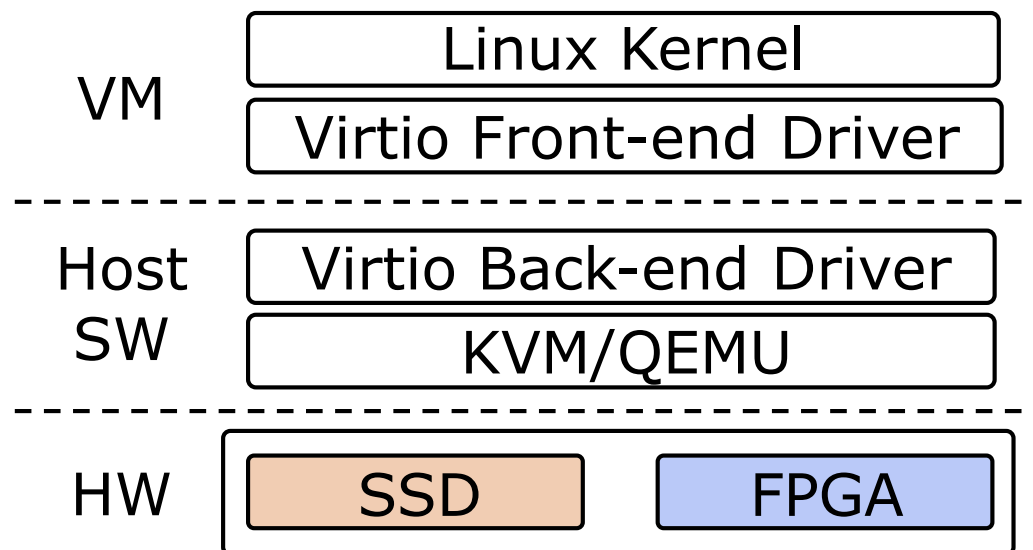 VM
Linux Kernel
Virtio Front-end Driver
Host
SW
Virtio Back-end Driver
KVM/QEMU
HW
SSD
FPGA